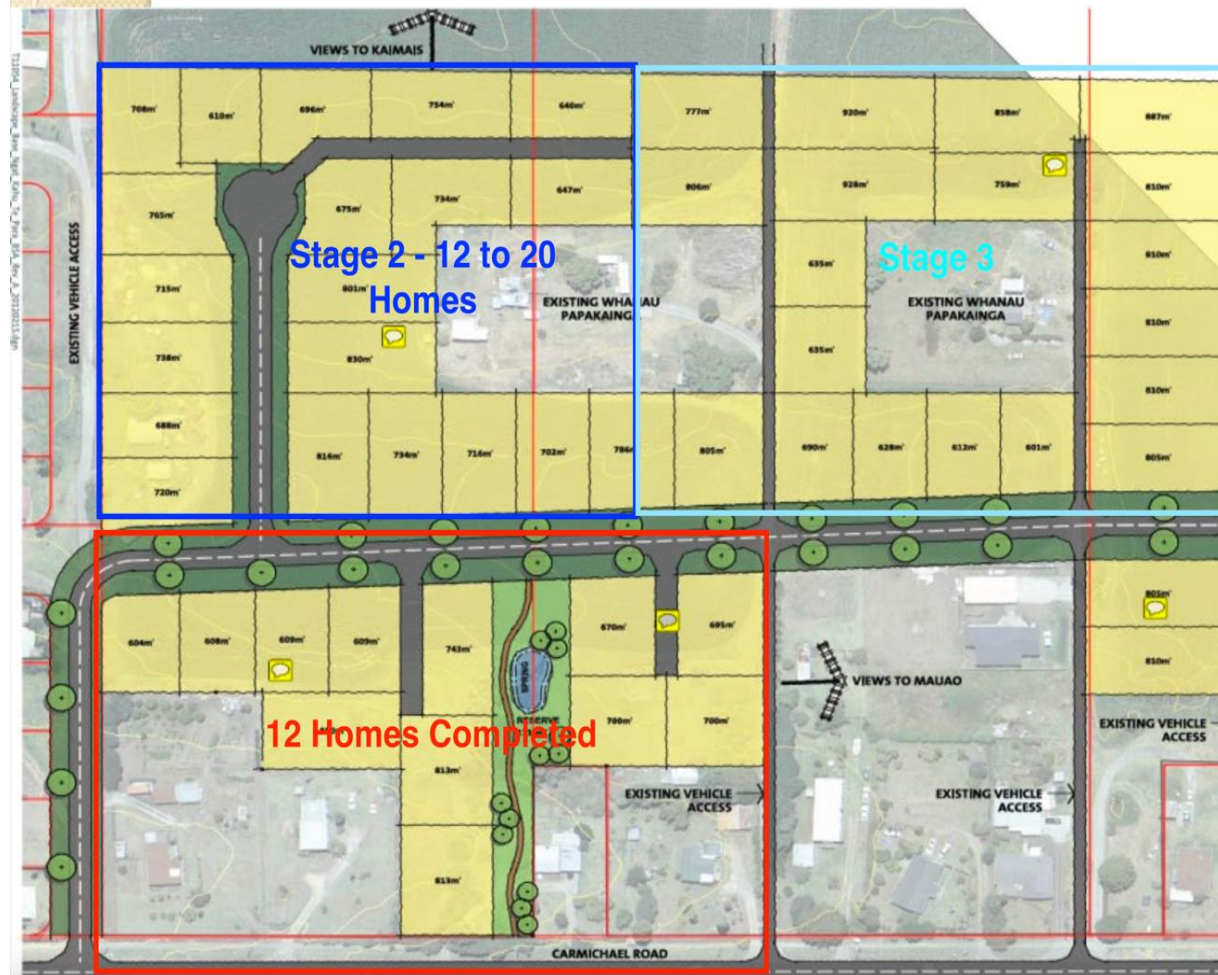 T11054_Landscape_Base_Ngat_Kahu_Te_Pura_BSA_Rev_A_20120215.dgn
VIEWS TO KAIMAIS
708m²
610m²
696m²
754m²
640m²
777m²
920m²
858m²
887m²
765m²
675m²
734m²
647m²
806m²
928m²
759m²
810m²
EXISTING VEHICLE ACCESS
Stage 2 - 12 to 20
Homes
Stage 3
715m²
801m²
EXISTING WHANAU
PAPAKAINGA
635m²
EXISTING WHANAU
PAPAKAINGA
810m²
738m²
830m²
635m²
810m²
810m²
688m²
816m²
734m²
716m²
702m²
786m²
805m²
690m²
628m²
612m²
601m²
805m²
720m²
604m²
608m²
609m²
609m²
743m²
SPRING
RESERVE
670m²
695m²
805m²
810m²
VIEWS TO MAUAO
12 Homes Completed
700m²
700m²
EXISTING VEHICLE
ACCESS
813m²
EXISTING VEHICLE
ACCESS
EXISTING VEHICLE
ACCESS
813m²
CARMICHAEL ROAD